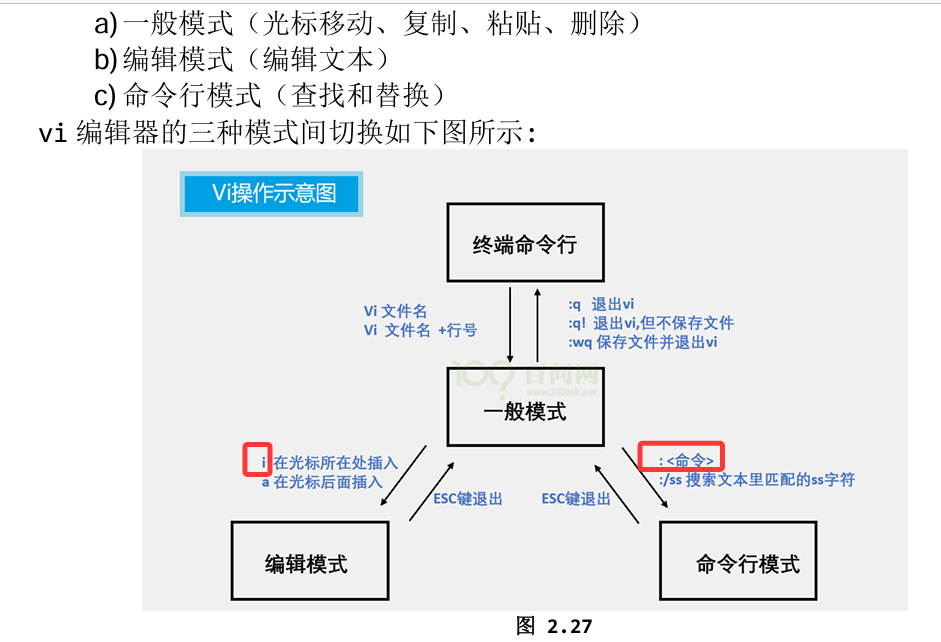 a)一般模式（光标移动、复制、粘贴、删除）
b)编辑模式（编辑文本）
c)命令行模式（查找和替换）
vi 编辑器的三种模式间切换如下图所示:
Vi操作示意图
终端命令行
Vi 文件名
Vi 文件名 +行号
:q 退出vi
:q! 退出vi,但不保存文件
:wq 保存文件并退出vi
100ask 百问网
www.100ask.net
一般模式
i 在光标所在处插入
a 在光标后面插入
ESC键退出
ESC键退出
: <命令>
:/ss 搜索文本里匹配的ss字符
编辑模式
命令行模式
图 2.27